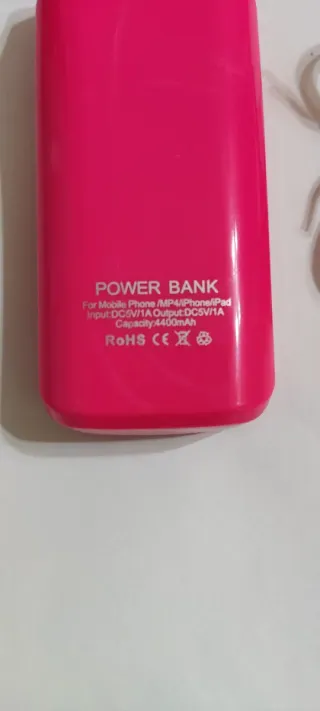 POWER BANK
For Mobile Phone /MP4/iPhone/iPad
Input:DC5V/1A Output:DC5V/1A
Capacity:4400mAh
RoHS CE